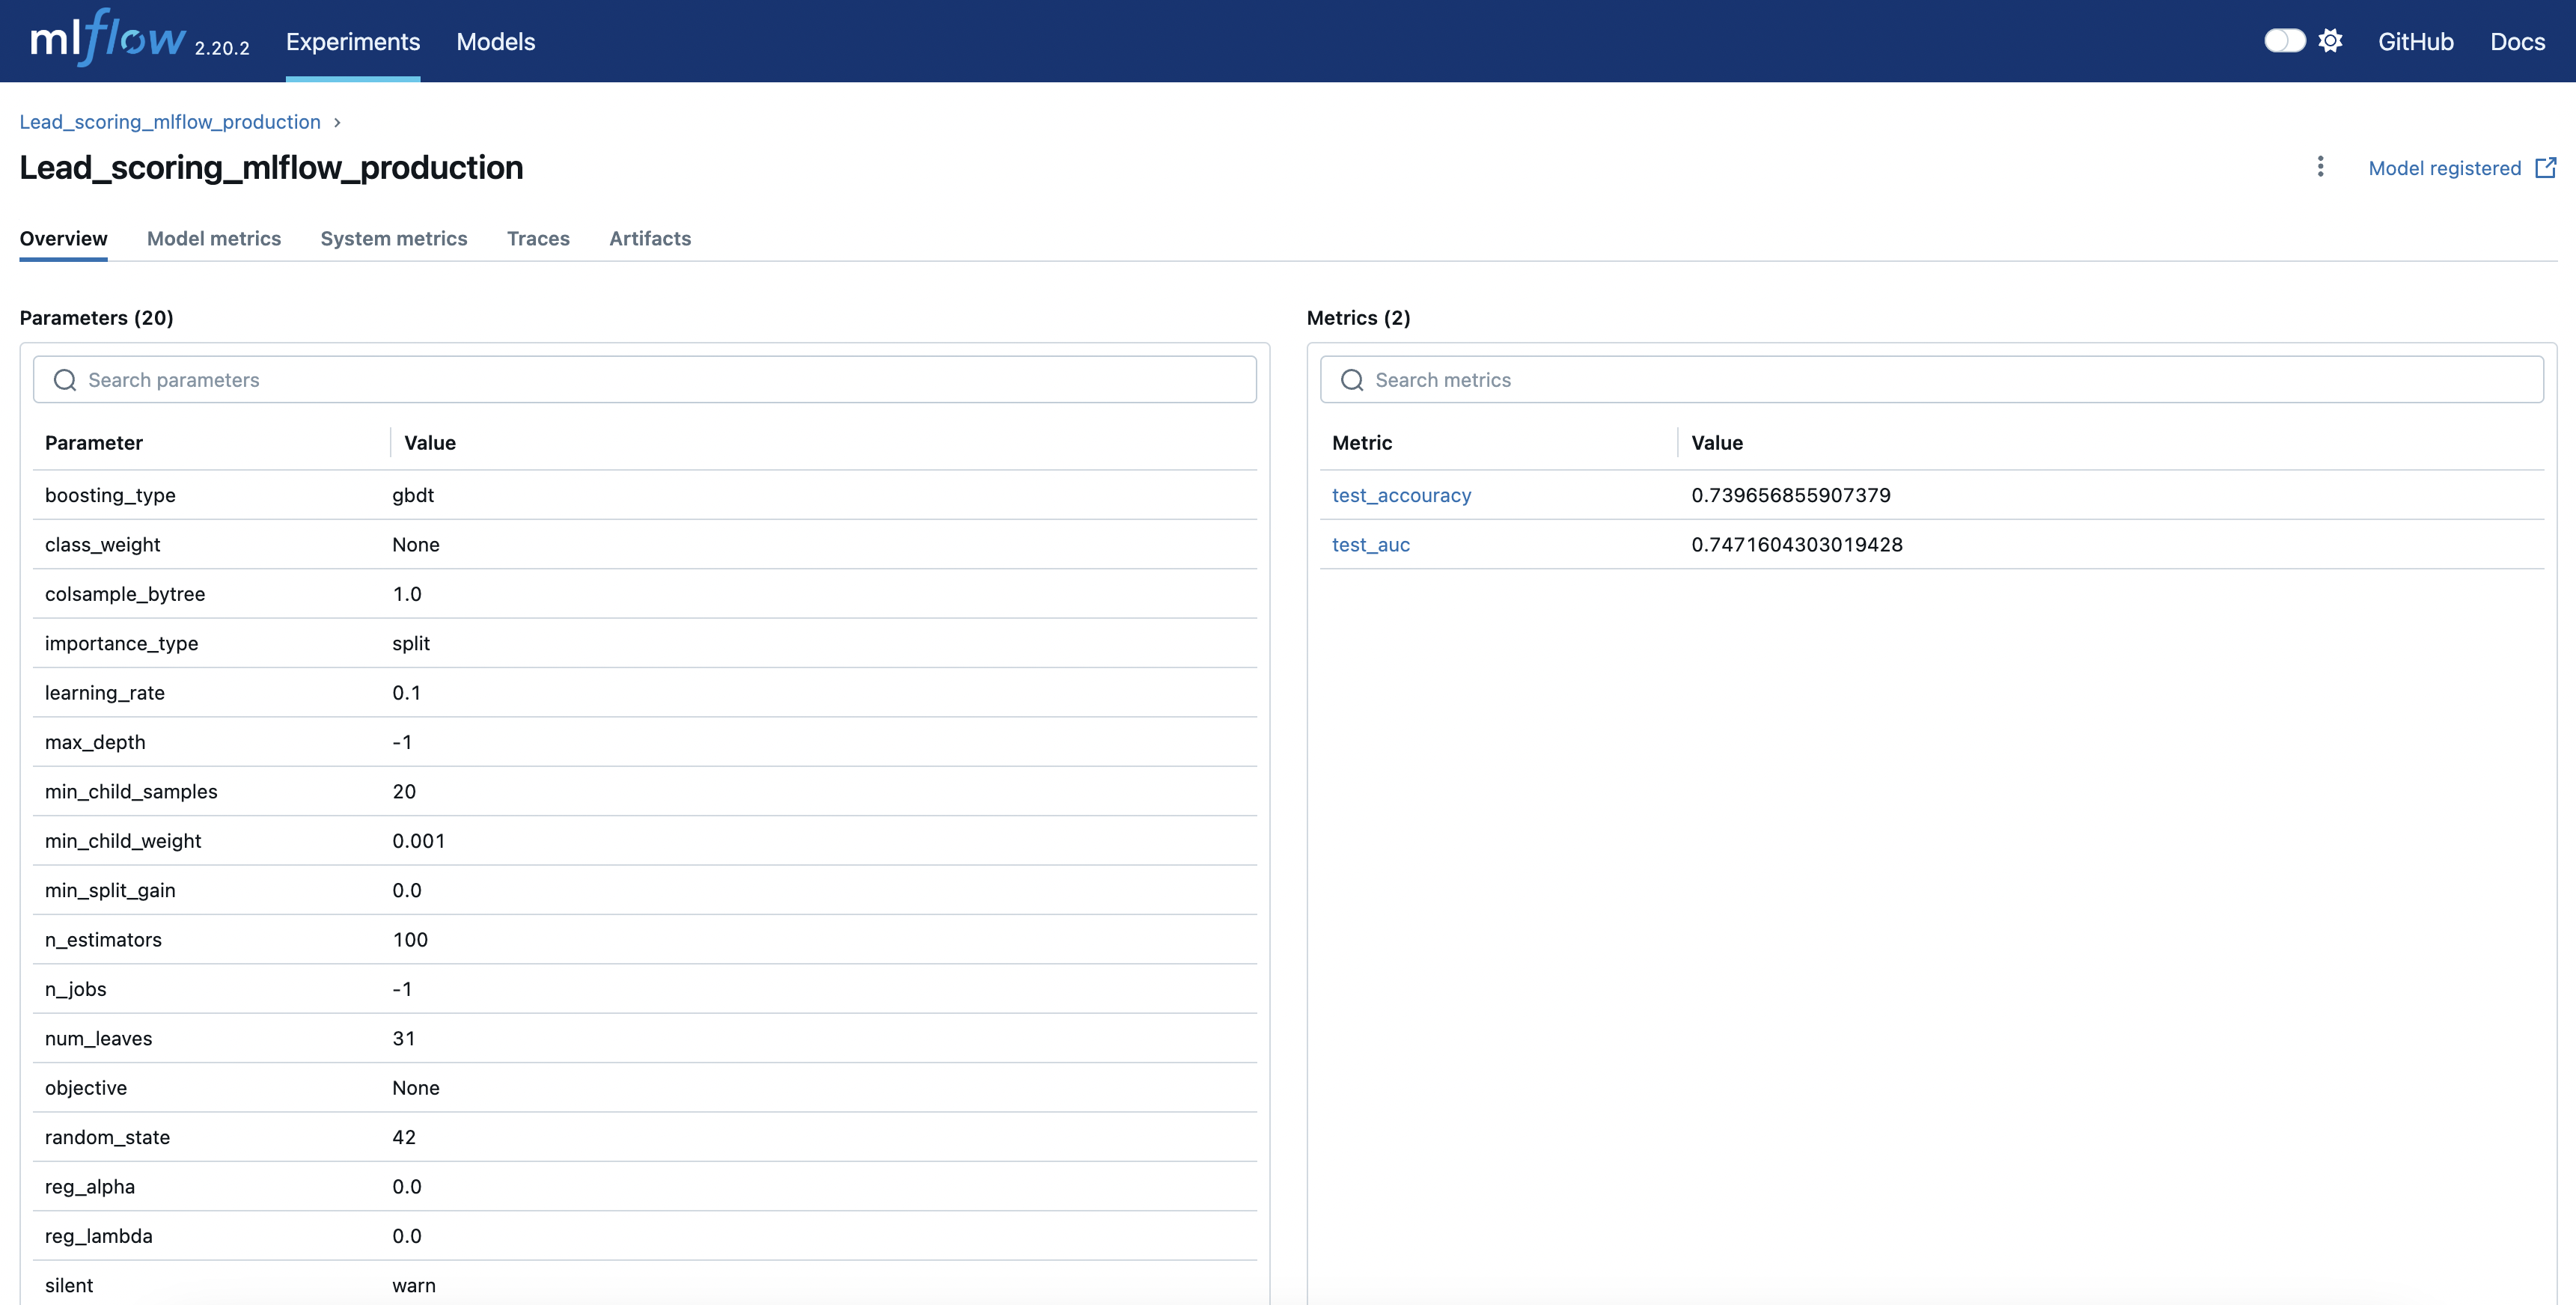 mlflow 2.20.2 Experiments Models GitHub Docs
Lead_scoring_mlflow_production >
Lead_scoring_mlflow_production
Model registered
Overview Model metrics System metrics Traces Artifacts
Parameters (20)
Search parameters
Parameter Value
boosting_type gbdt
class_weight None
colsample_bytree 1.0
importance_type split
learning_rate 0.1
max_depth -1
min_child_samples 20
min_child_weight 0.001
min_split_gain 0.0
n_estimators 100
n_jobs -1
num_leaves 31
objective None
random_state 42
reg_alpha 0.0
reg_lambda 0.0
silent warn
Metrics (2)
Search metrics
Metric Value
test_accouracy 0.739656855907379
test_auc 0.7471604303019428